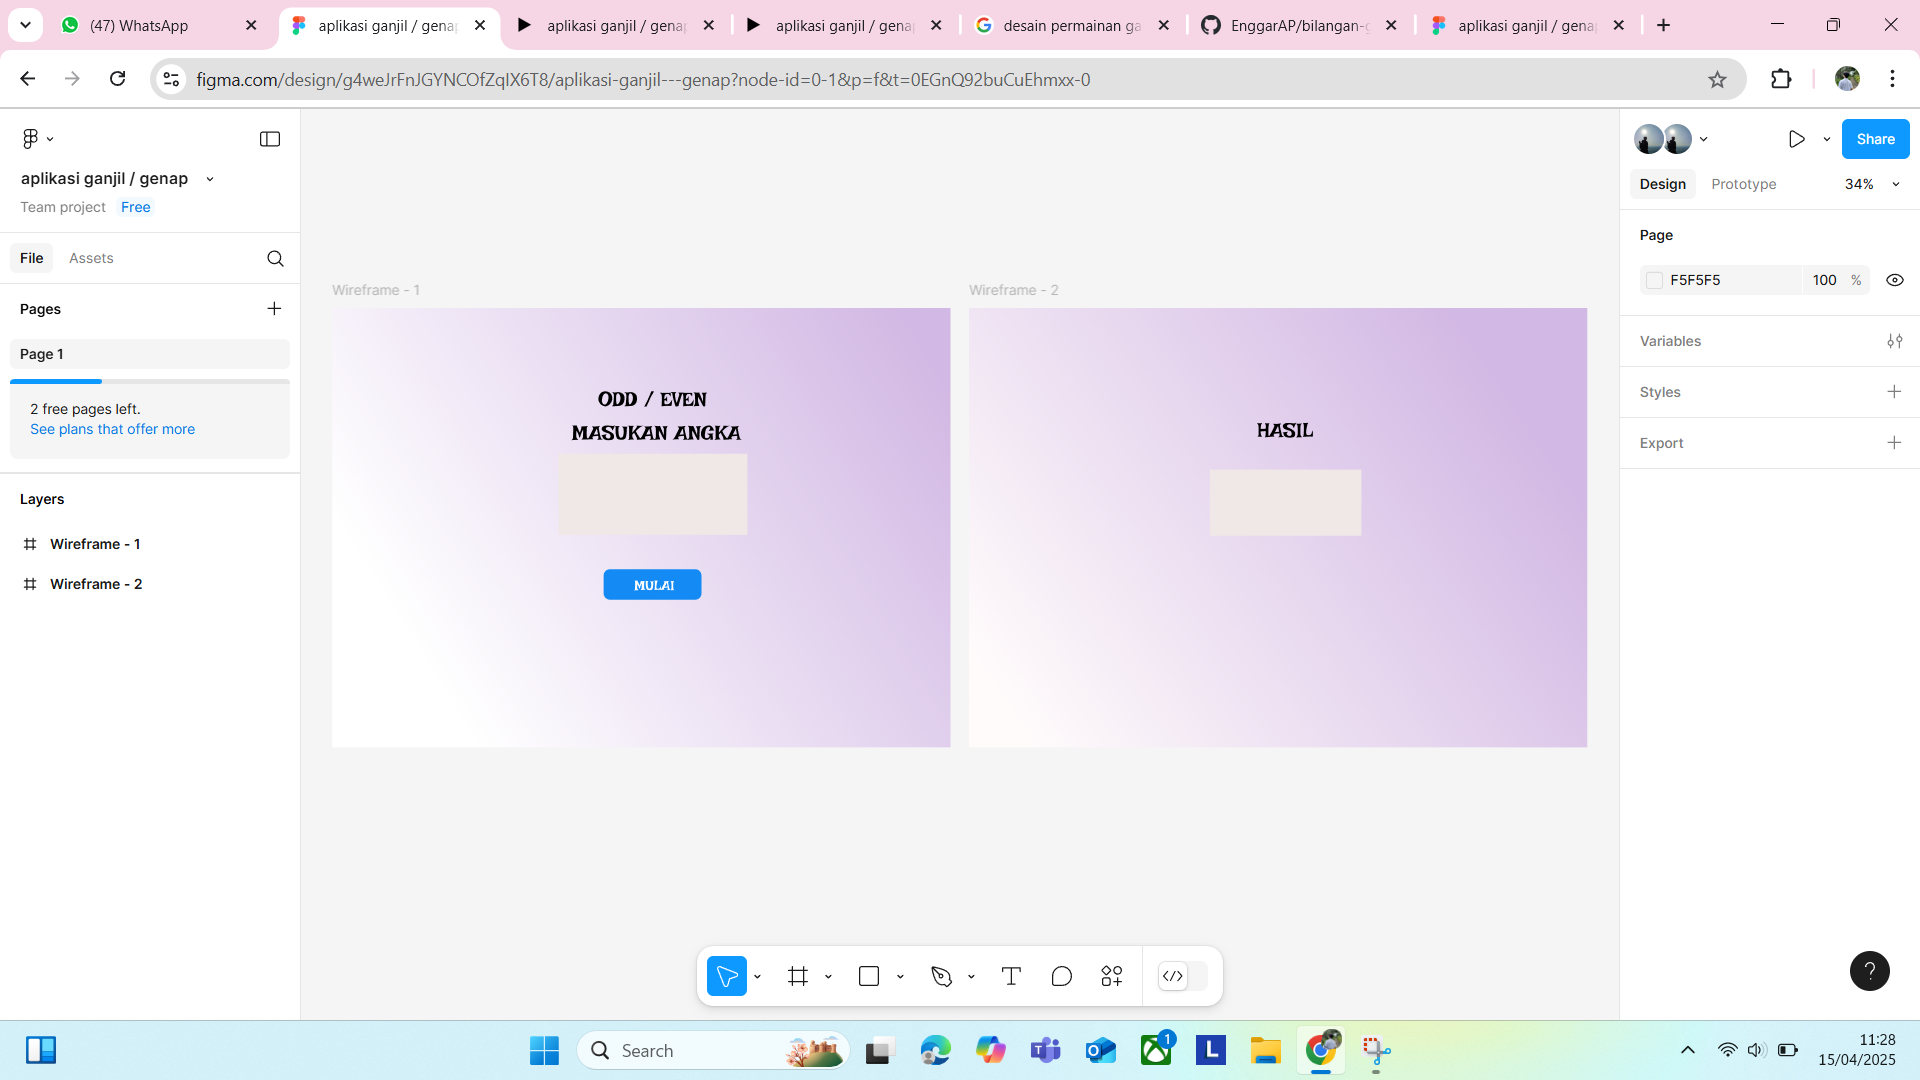 (47) WhatsApp
aplikasi ganjil / genap
aplikasi ganjil / gena
aplikasi ganjil / gena
desain permainan ga
EnggarAP/bilangan-g
aplikasi ganjil / gena
figma.com/design/g4weJrFnJGYNCOfZqIX6T8/aplikasi-ganjil---genap?node-id=0-1&p=f&t=0EGnQ92buCuEhmxx-0
aplikasi ganjil / genap
Team project Free
File Assets
Pages
Page 1
2 free pages left.
See plans that offer more
Layers
Wireframe - 1
Wireframe - 2
Wireframe - 1
ODD / EVEN
MASUKAN ANGKA
MULAI
Wireframe - 2
HASIL
Share
Design Prototype 34%
Page
F5F5F5 100 %
Variables
Styles
Export
?
Search
1
L
11:28
15/04/2025